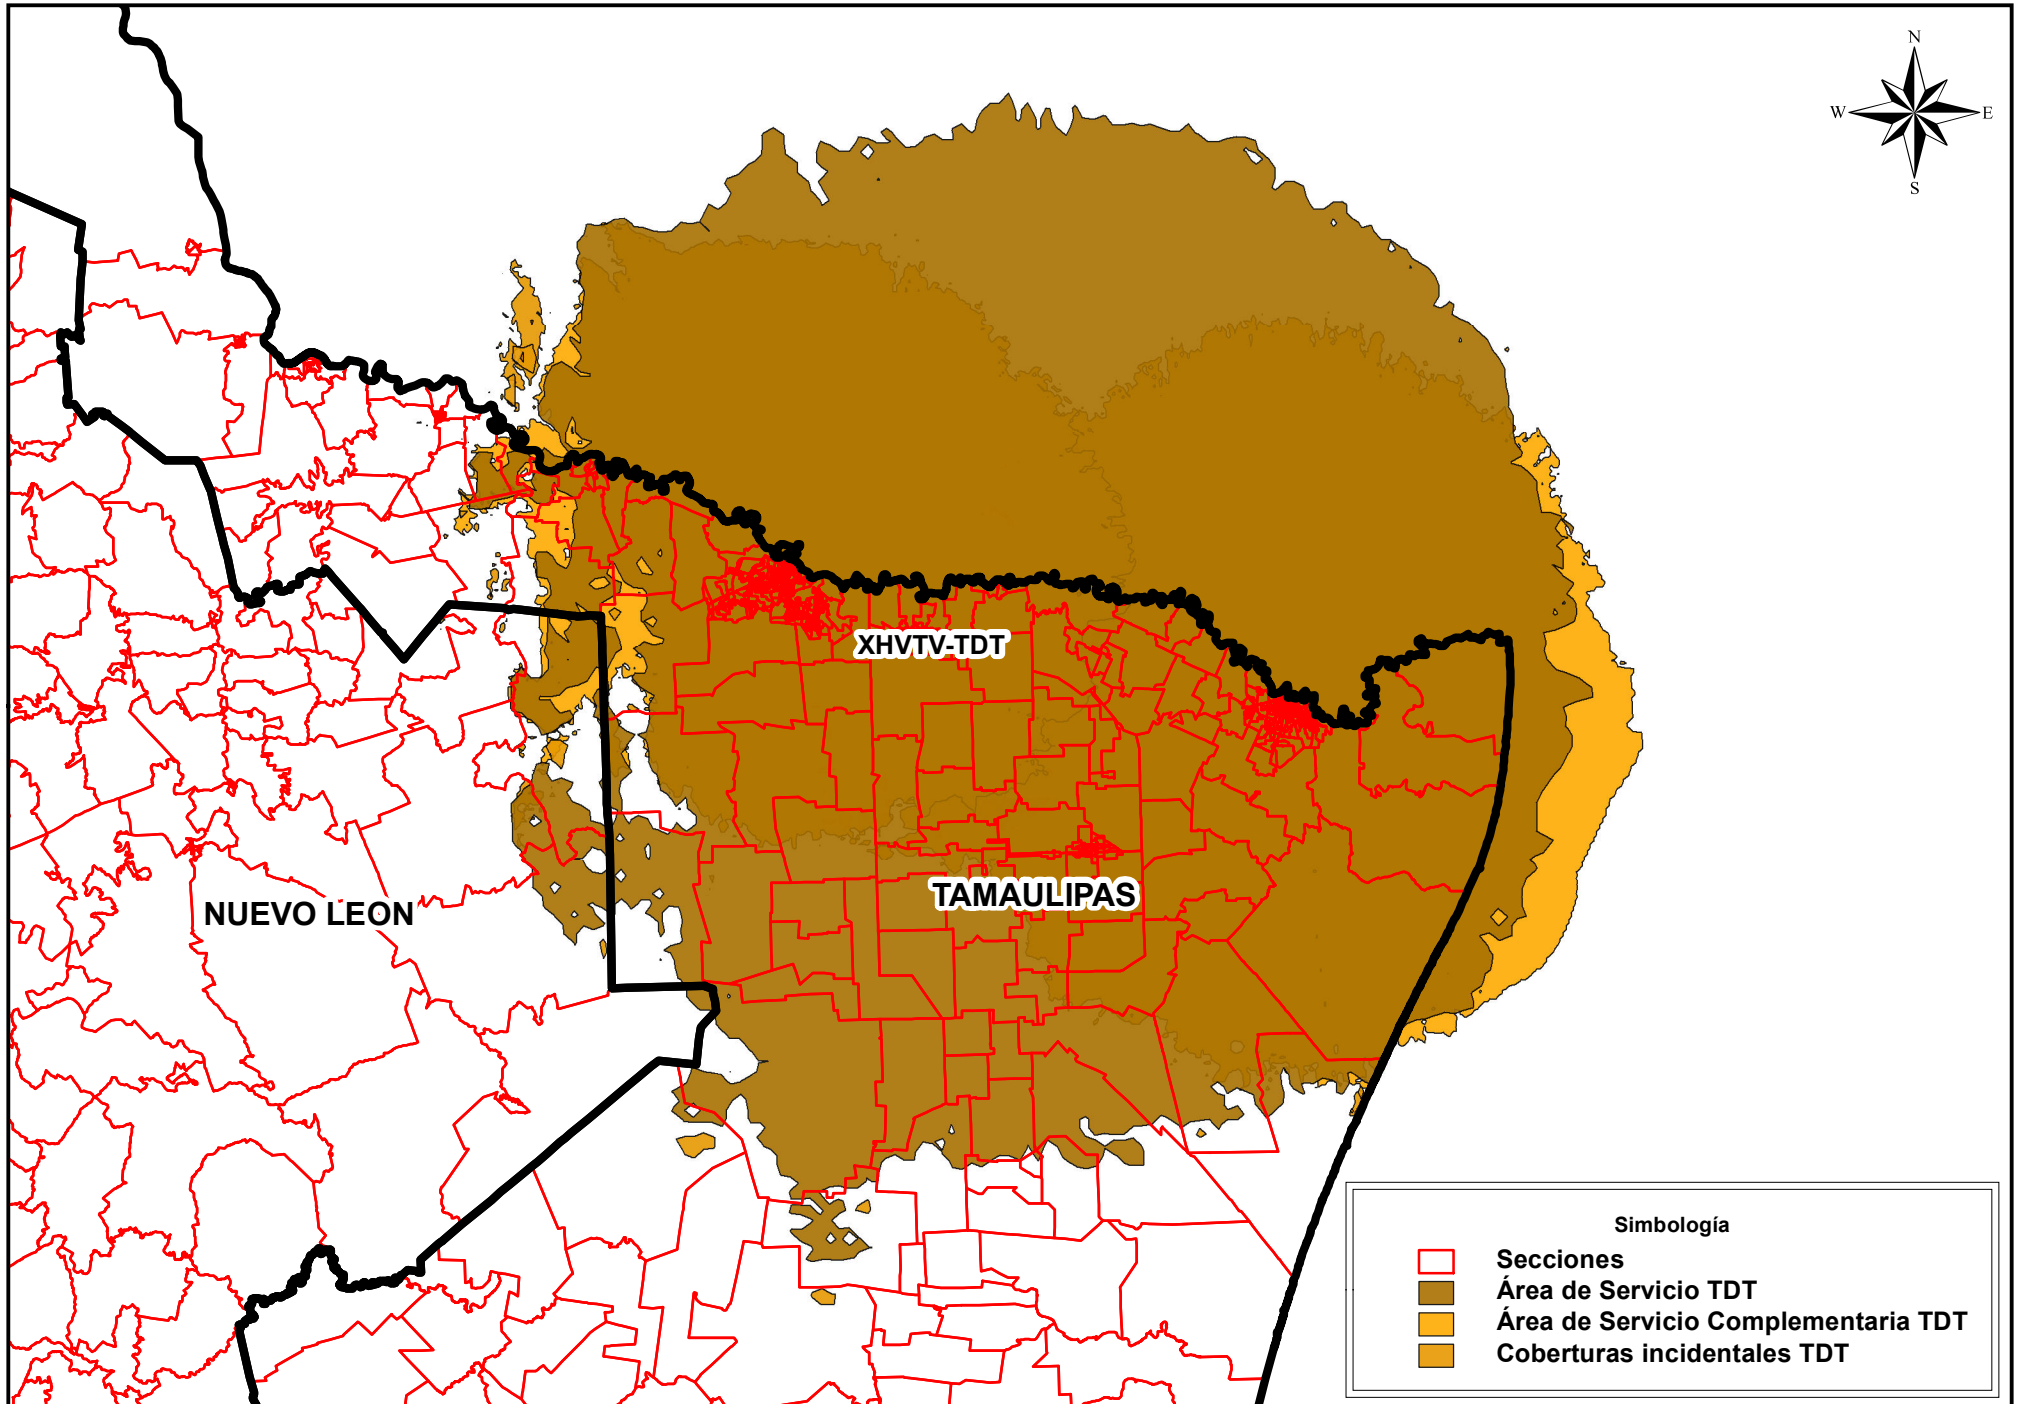 N
W E
S
XHVTV-TDT
TAMAULIPAS
NUEVO LEON
Simbología
Secciones
Área de Servicio TDT
Área de Servicio Complementaria TDT
Coberturas incidentales TDT